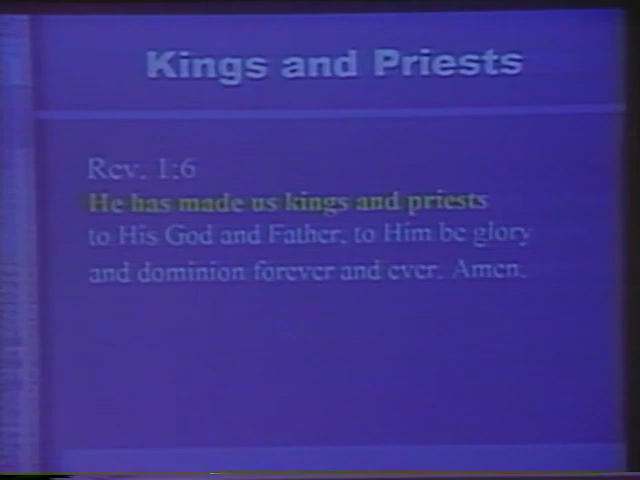 Kings and Priests
Rev. 1:6
He has made us kings and priests
to His God and Father, to Him be glory
and dominion forever and ever. Amen.